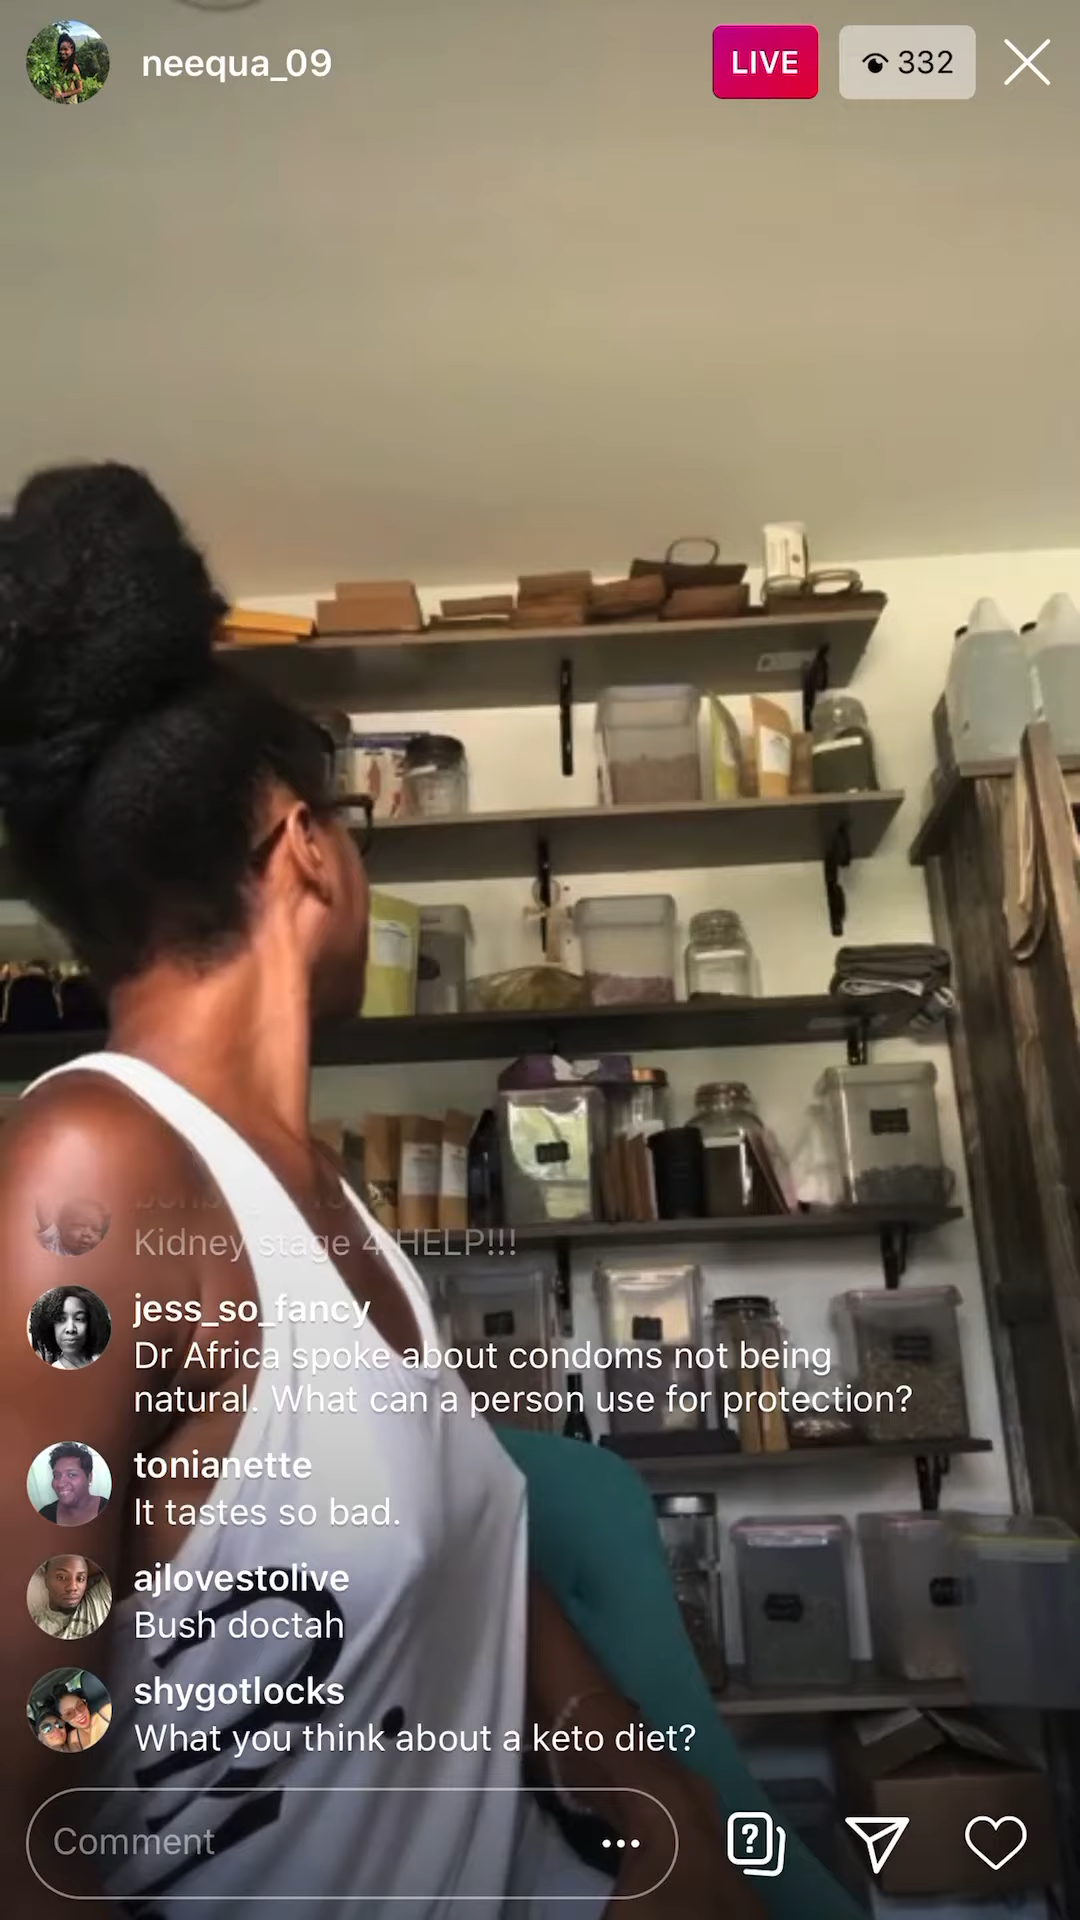 neequa_09
LIVE
332
Kidney stage 4 HELP!!!
jess_so_fancy
Dr Africa spoke about condoms not being
natural. What can a person use for protection?
tonianette
It tastes so bad.
ajlovestolive
Bush doctah
shygotlocks
What you think about a keto diet?
Comment